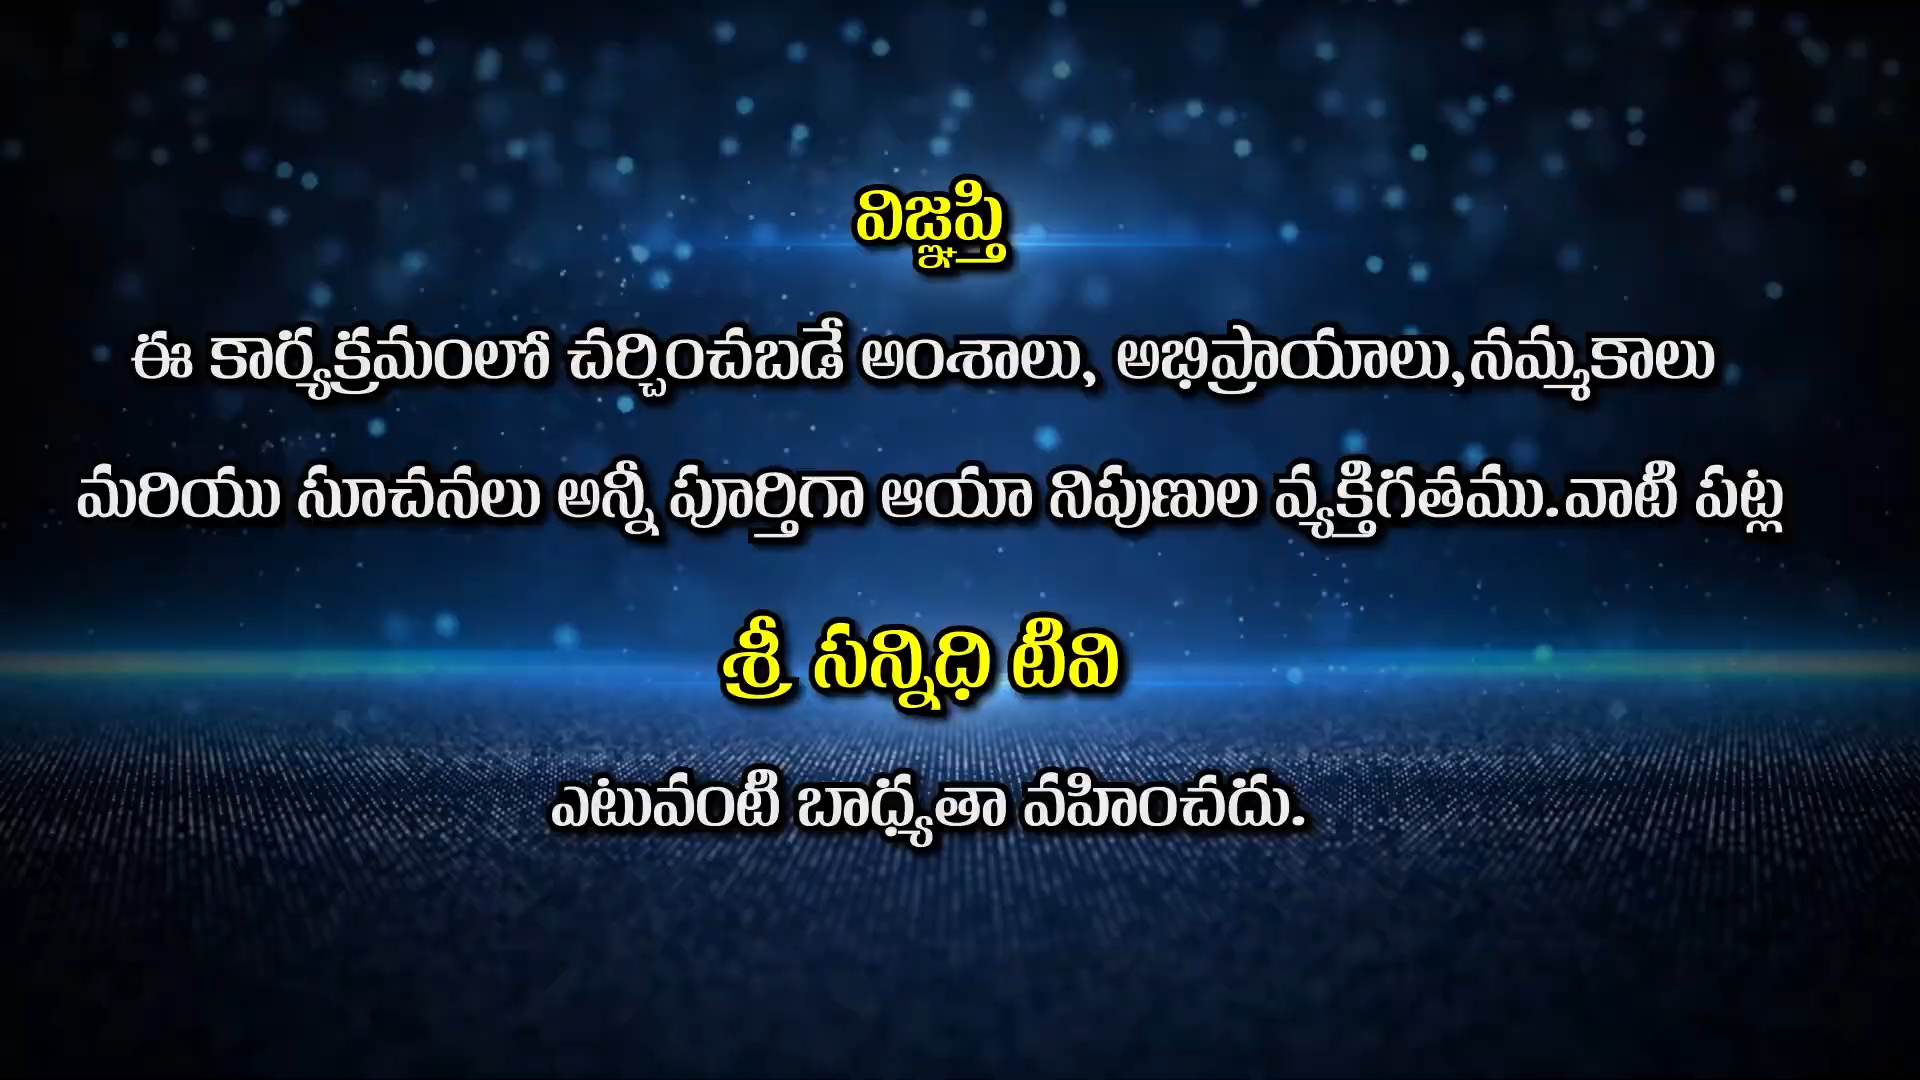 విజ్ఞప్తి
ఈ కార్యక్రమంలో చర్చించబడే అంశాలు, అభిప్రాయాలు,నమ్మకాలు
మరియు సూచనలు అన్నీ పూర్తిగా ఆయా నిపుణుల వ్యక్తిగతము.వాటి పట్ల
శ్రీ సన్నిధి టివి
ఎటువంటి బాధ్యతా వహించదు.